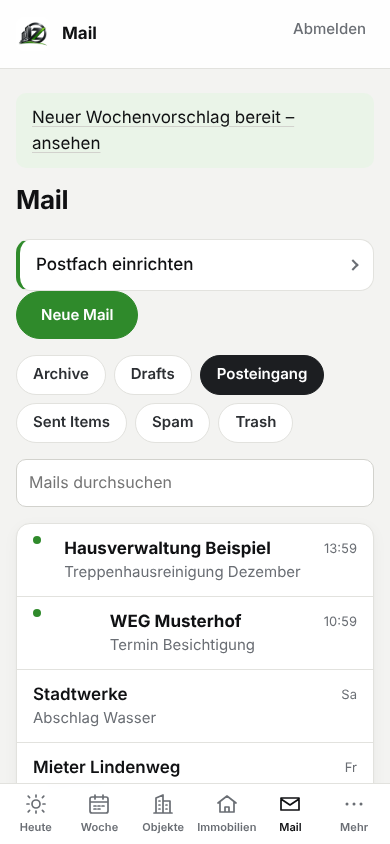 Mail
Abmelden
Neuer Wochenvorschlag bereit –
ansehen
Mail
Postfach einrichten
Neue Mail
Archive
Drafts
Posteingang
Sent Items
Spam
Trash
Mails durchsuchen
Hausverwaltung Beispiel 13:59
Treppenhausreinigung Dezember
WEG Musterhof 10:59
Termin Besichtigung
Stadtwerke Sa
Abschlag Wasser
Mieter Lindenweg Fr
Heute
Woche
Objekte
Immobilien
Mail
Mehr